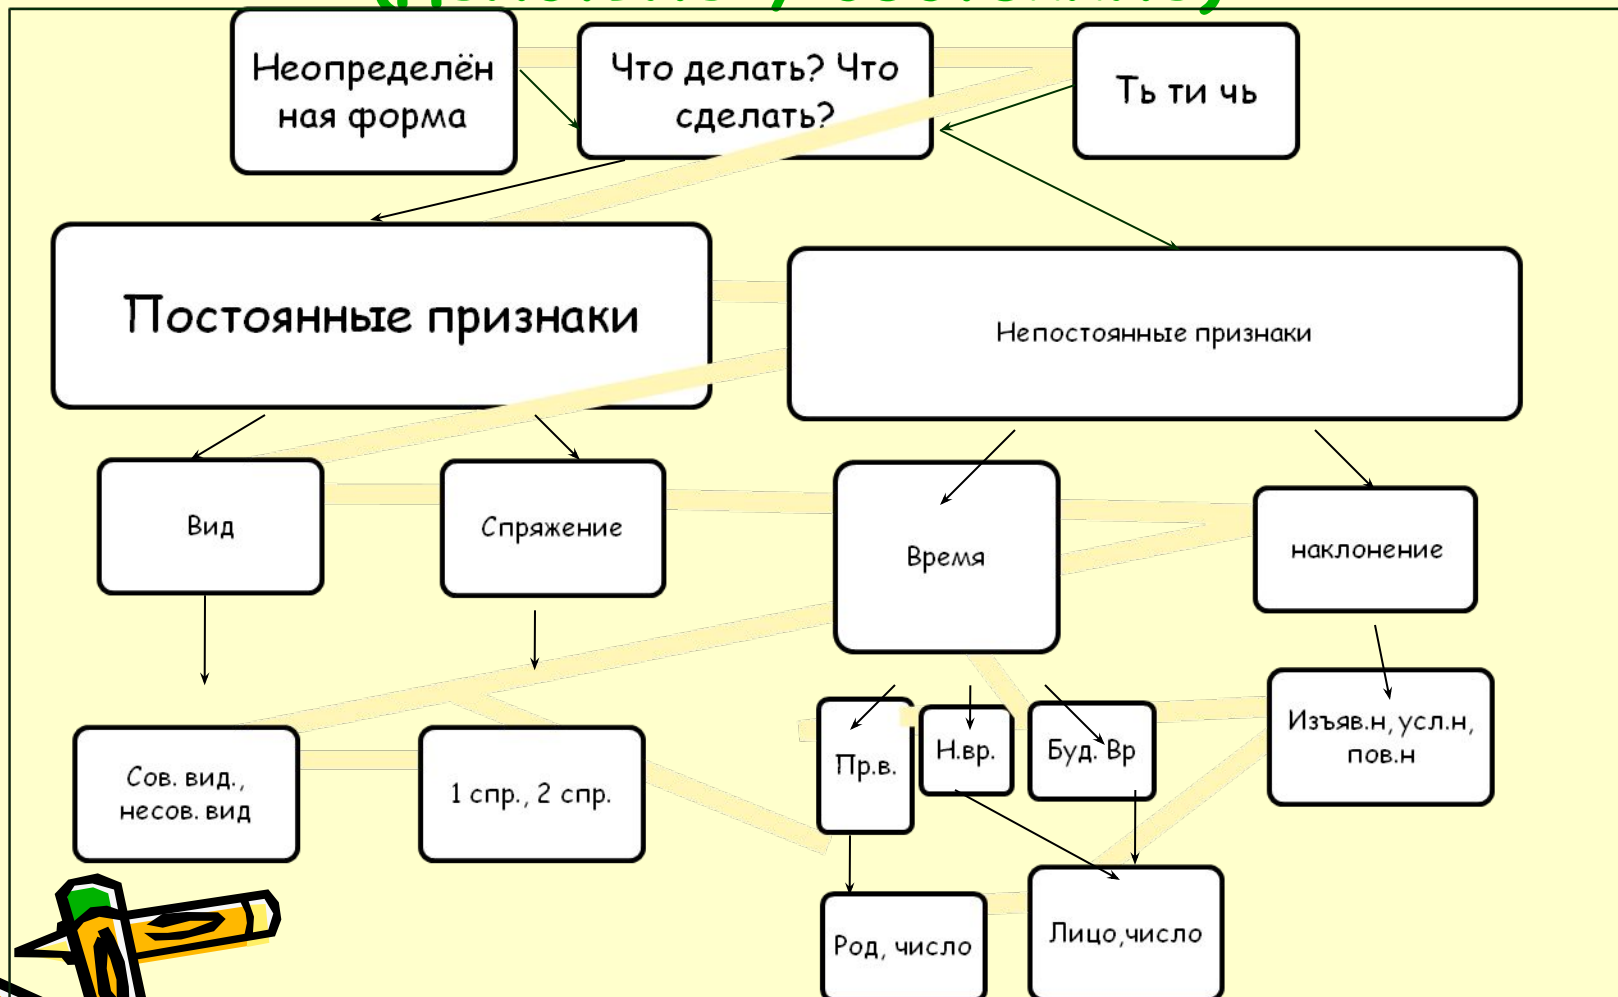 Неопределён
ная форма
Что делать? Что
сделать?
Ть ти чь
Постоянные признаки
Непостоянные признаки
Вид
Спряжение
Время
наклонение
Сов. вид.,
несов. вид
1 спр., 2 спр.
Пр.в.
Н.вр.
Буд. Вр
Изъяв.н, усл.н,
пов.н
Род, число
Лицо,число